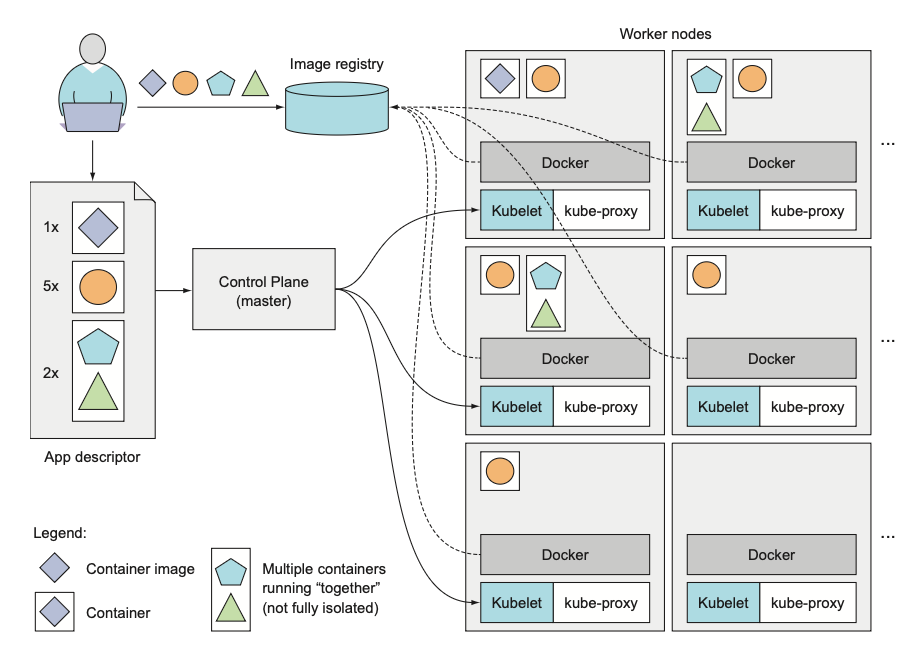 Worker nodes
Image registry
Docker
Kubelet
kube-proxy
Docker
Kubelet
kube-proxy
...
1x
5x
2x
App descriptor
Control Plane
(master)
Docker
Kubelet
kube-proxy
Docker
Kubelet
kube-proxy
...
Docker
Kubelet
kube-proxy
Docker
Kubelet
kube-proxy
...
Legend:
Container image
Container
Multiple containers
running “together”
(not fully isolated)